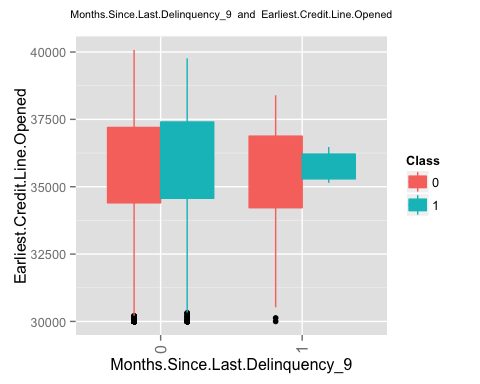 Months.Since.Last.Delinquency_9 and Earliest.Credit.Line.Opened
40000
37500
35000
32500
30000
Earliest.Credit.Line.Opened
0
1
Months.Since.Last.Delinquency_9
Class
0
1